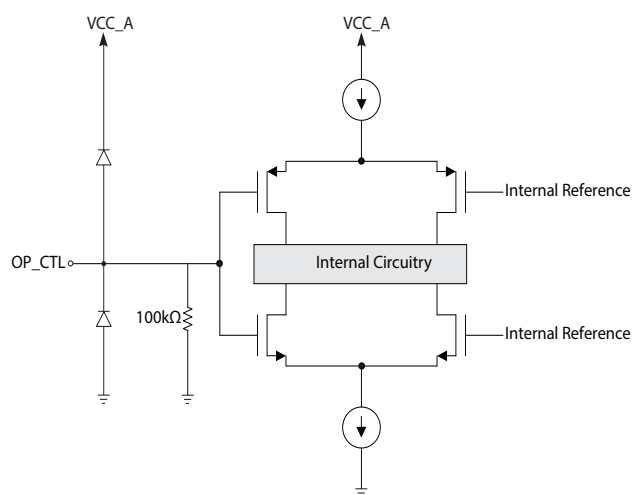 VCC_A
VCC_A
Internal Reference
OP_CTL
Internal Circuitry
100kΩ
Internal Reference